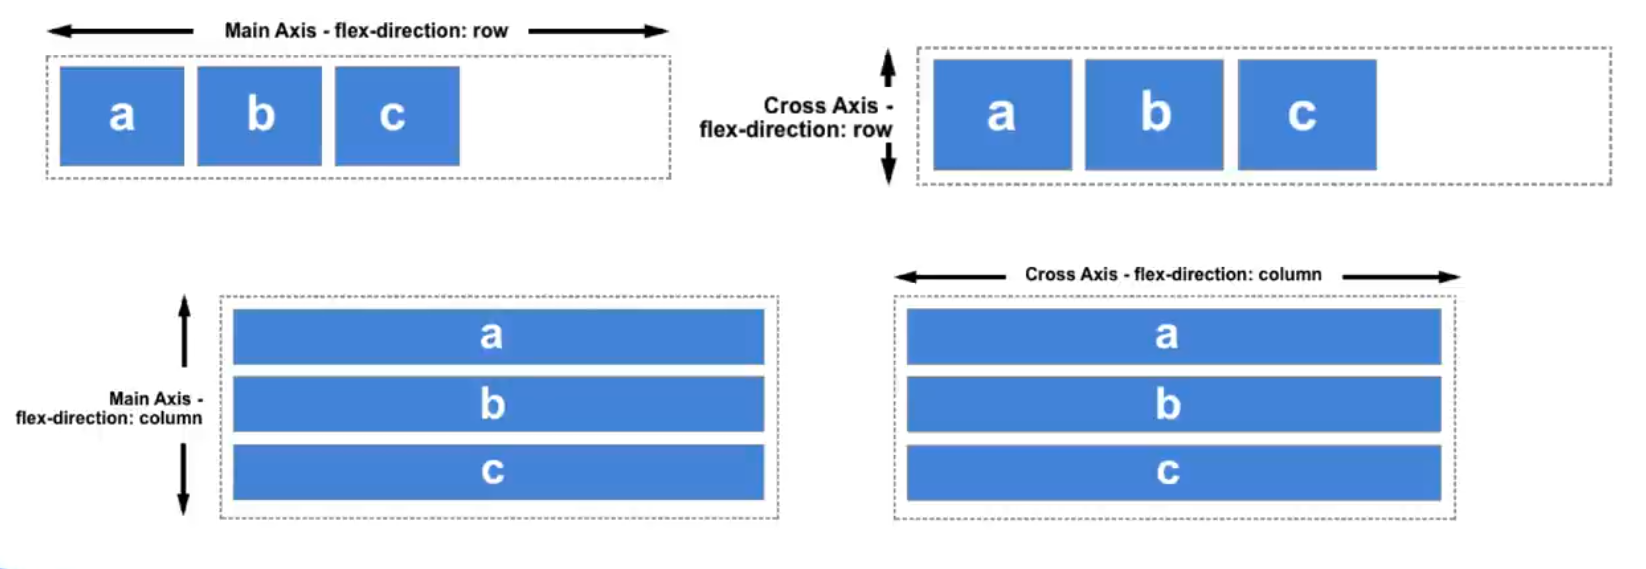 Main Axis - flex-direction: row
a b c
Cross Axis -
flex-direction: row
a b c
Main Axis -
flex-direction: column
a
b
c
Cross Axis - flex-direction: column
a
b
c